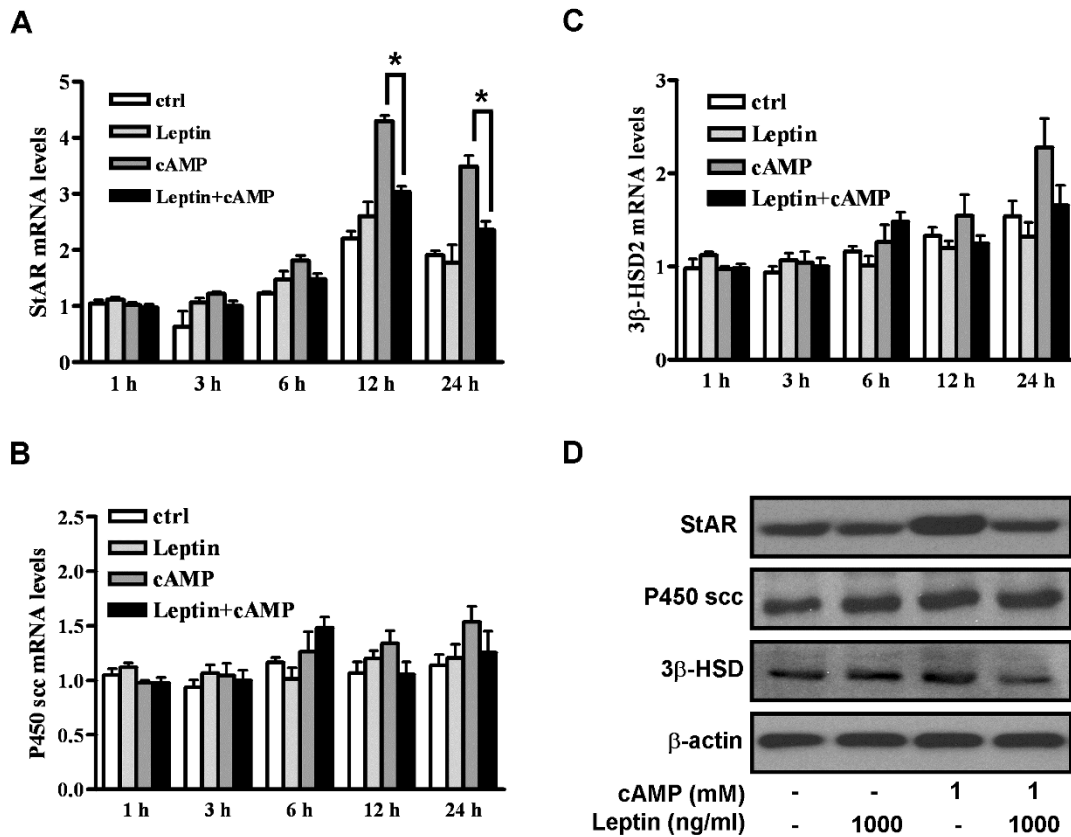 A
StAR mRNA levels
5
4
3
2
1
0
ctrl
Leptin
cAMP
Leptin+cAMP
*
*
1 h 3 h 6 h 12 h 24 h
B
P450 scc mRNA levels
2.5
2.0
1.5
1.0
0.5
0.0
ctrl
Leptin
cAMP
Leptin+cAMP
1 h 3 h 6 h 12 h 24 h
C
3β-HSD2 mRNA levels
3
2
1
0
ctrl
Leptin
cAMP
Leptin+cAMP
1 h 3 h 6 h 12 h 24 h
D
StAR
P450 scc
3β-HSD
β-actin
cAMP (mM) - - 1 1
Leptin (ng/ml) - 1000 - 1000